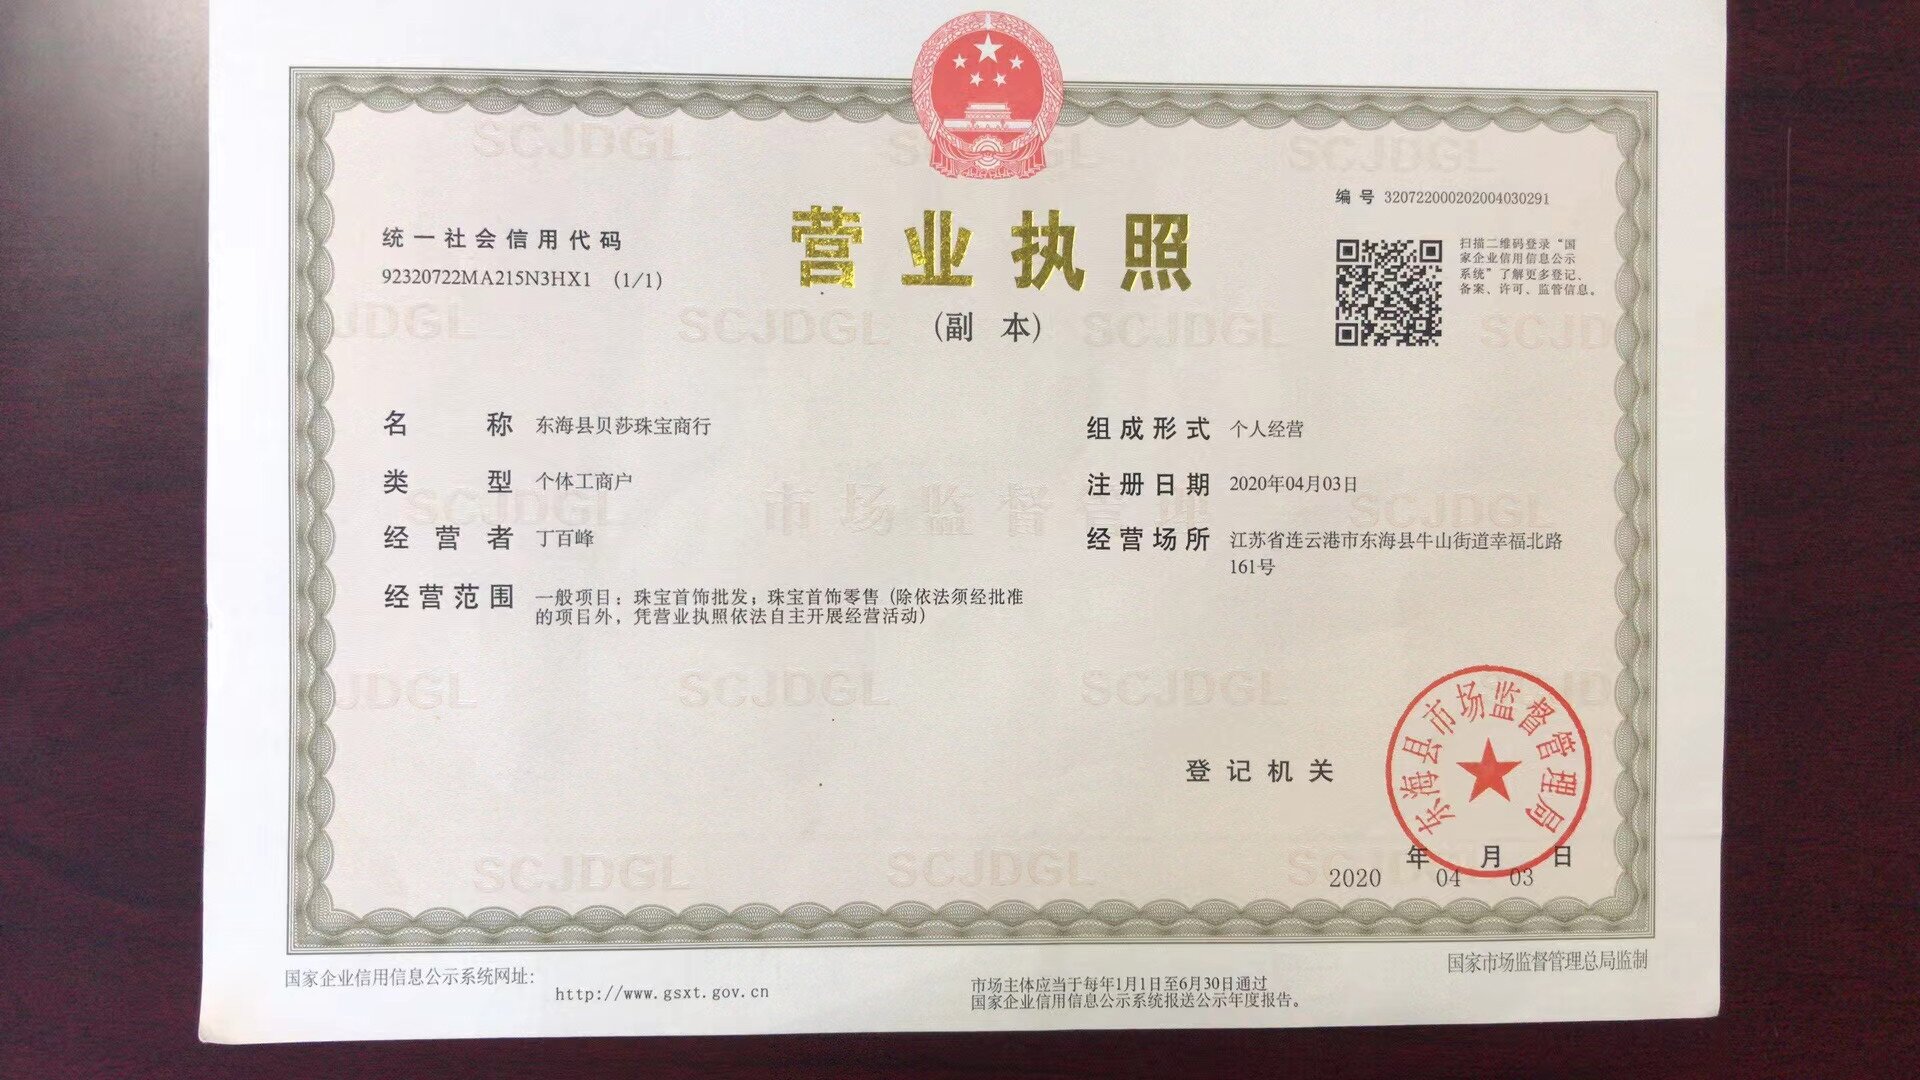 编号 320722000202004030291
统一社会信用代码
92320722MA215N3HX1 (1/1)
营业执照
(副 本)
扫描二维码登录“国
家企业信用信息公示
系统”了解更多登记、
备案、许可、监管信息。
名称 东海县贝莎珠宝商行
类型 个体工商户
经营者 丁百峰
经营范围 一般项目：珠宝首饰批发；珠宝首饰零售 (除依法须经批准
的项目外，凭营业执照依法自主开展经营活动)
组成形式 个人经营
注册日期 2020年04月03日
经营场所 江苏省连云港市东海县牛山街道幸福北路
161号
登记机关
东海县市场监督管理局
年 月 日
2020 04 03
国家企业信用信息公示系统网址：
http://www.gsxt.gov.cn
市场主体应当于每年1月1日至6月30日通过
国家企业信用信息公示系统报送公示年度报告。
国家市场监督管理总局监制
SCJDGL
市场监督管理